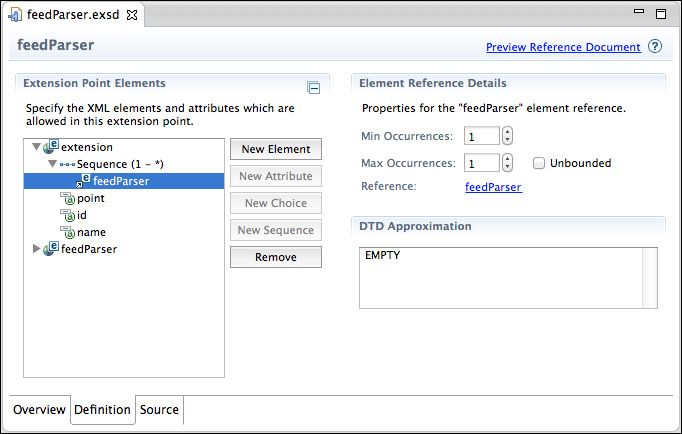 feedParser.exsd
feedParser
Preview Reference Document
Extension Point Elements
Specify the XML elements and attributes which are
allowed in this extension point.
extension
Sequence (1 - *)
feedParser
point
id
name
feedParser
New Element
New Attribute
New Choice
New Sequence
Remove
Element Reference Details
Properties for the "feedParser" element reference.
Min Occurrences: 1
Max Occurrences: 1 Unbounded
Reference: feedParser
DTD Approximation
EMPTY
Overview Definition Source